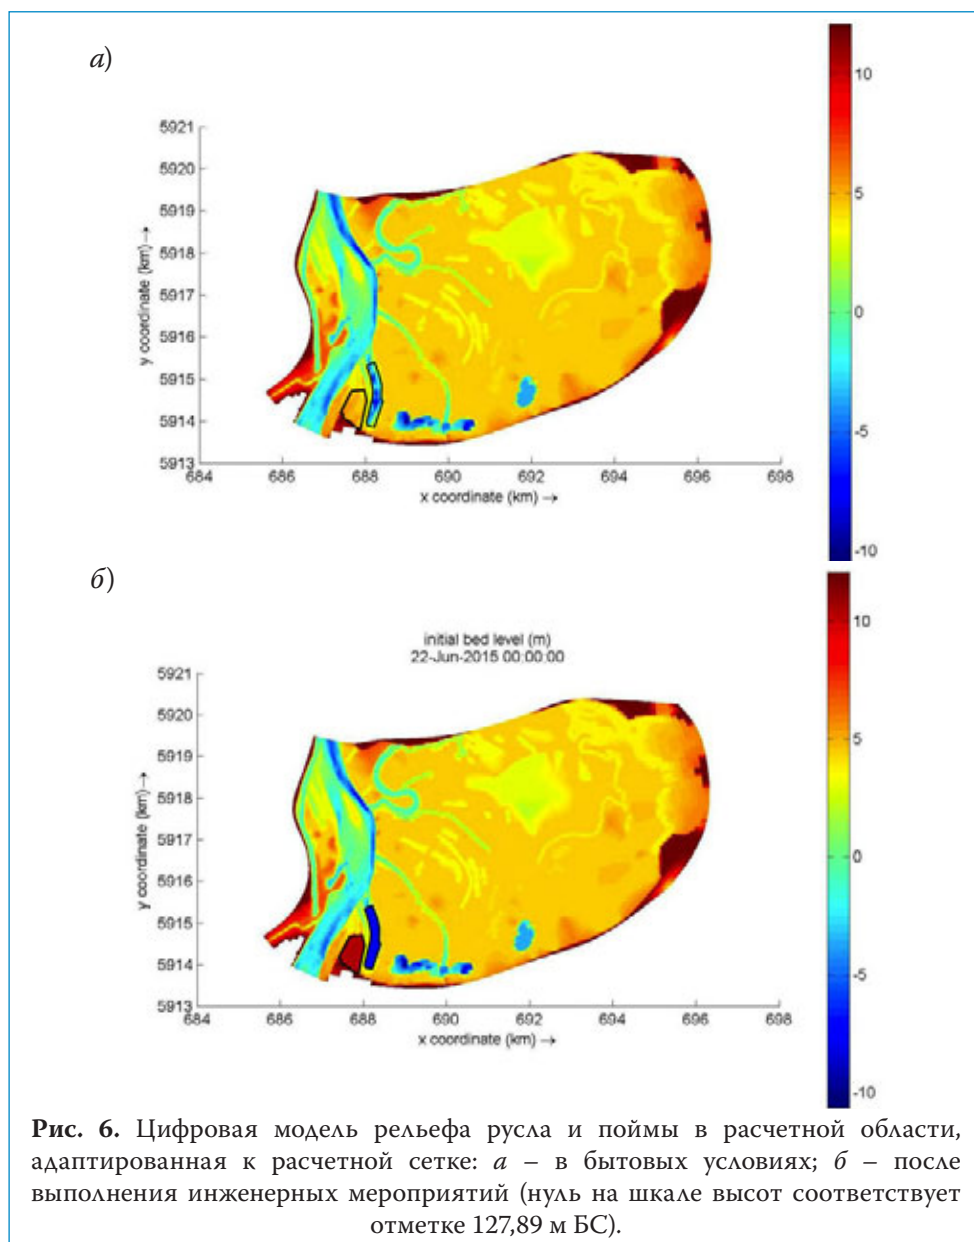 а)
10
5
0
-5
-10
5921
5920
5919
5918
5917
5916
5915
5914
5913
y coordinate (km) →
684 686 688 690 692 694 696 698
x coordinate (km) →
б)
initial bed level (m)
22-Jun-2015 00:00:00
10
5
0
-5
-10
5921
5920
5919
5918
5917
5916
5915
5914
5913
y coordinate (km) →
684 686 688 690 692 694 696 698
x coordinate (km) →
Рис. 6. Цифровая модель рельефа русла и поймы в расчетной области,
адаптированная к расчетной сетке: а – в бытовых условиях; б – после
выполнения инженерных мероприятий (нуль на шкале высот соответствует
отметке 127,89 м БС).